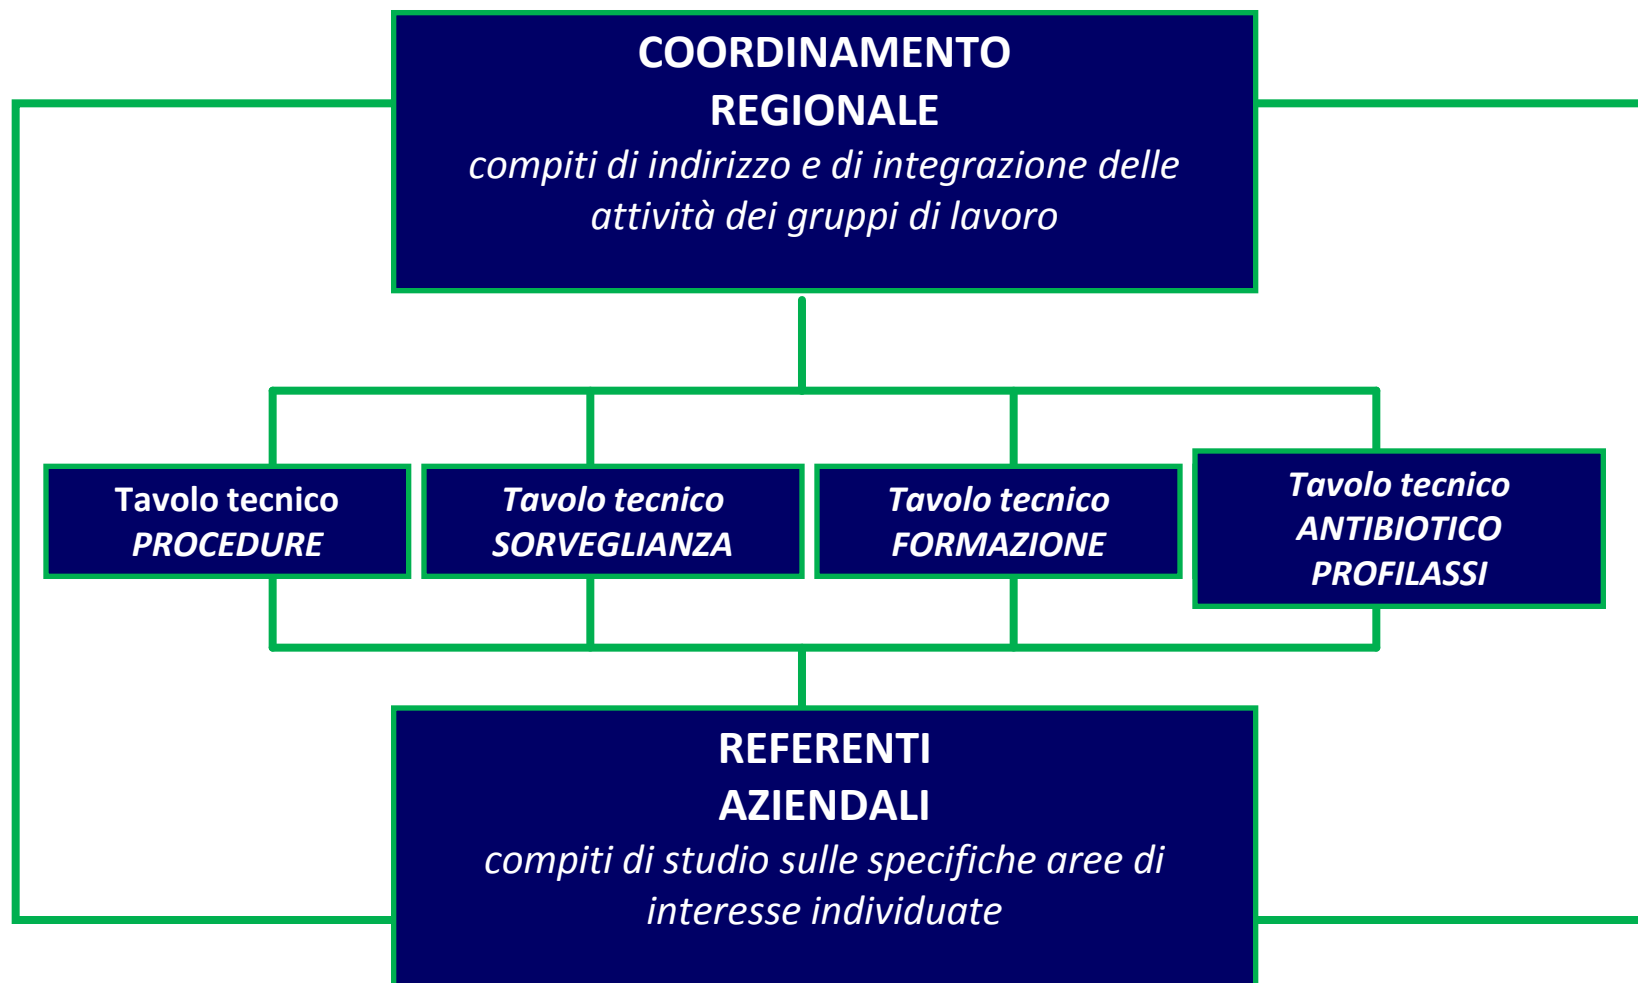 COORDINAMENTO
REGIONALE
compiti di indirizzo e di integrazione delle
attività dei gruppi di lavoro
Tavolo tecnico
PROCEDURE
Tavolo tecnico
SORVEGLIANZA
Tavolo tecnico
FORMAZIONE
Tavolo tecnico
ANTIBIOTICO
PROFILASSI
REFERENTI
AZIENDALI
compiti di studio sulle specifiche aree di
interesse individuate